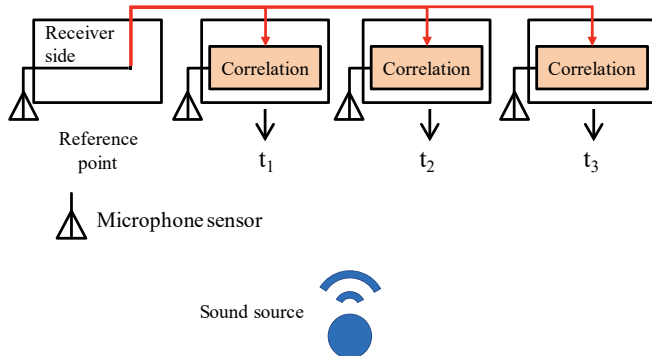 Receiver
side
Correlation
Correlation
Correlation
Reference
point
t₁
t₂
t₃
Microphone sensor
Sound source